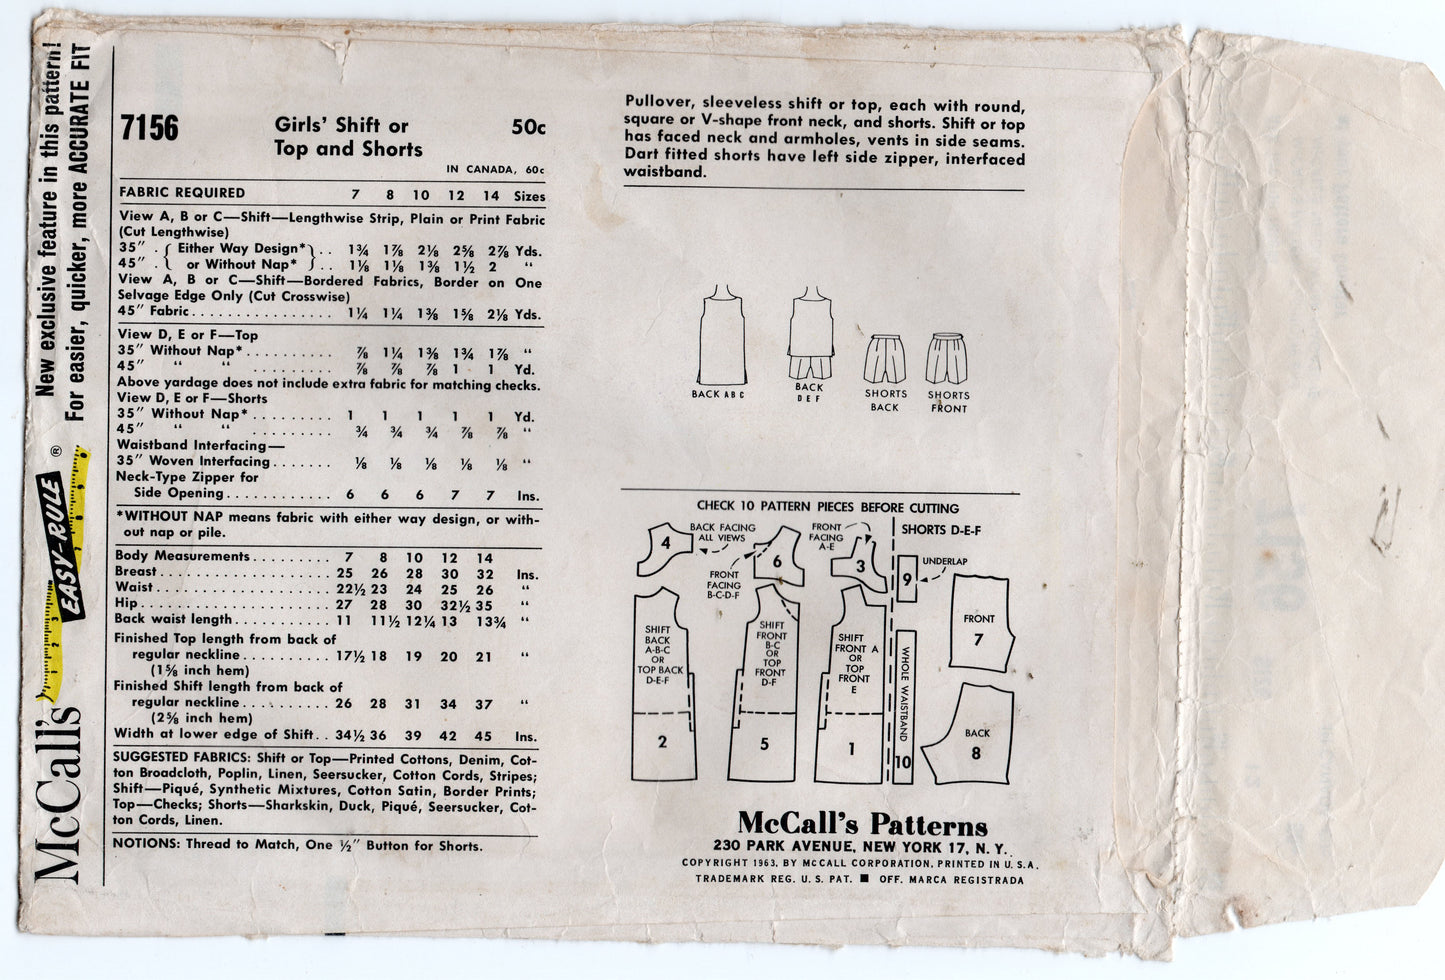 New exclusive feature in this pattern!
For easier, quicker, more ACCURATE FIT
EASY-RULE ®
1 2 3
McCall's
7156
Girls' Shift or
Top and Shorts
50c
IN CANADA, 60c
FABRIC REQUIRED 7 8 10 12 14 Sizes
View A, B or C—Shift—Lengthwise Strip, Plain or Print Fabric
(Cut Lengthwise)
35" . { Either Way Design* } . . 1¾ 1⅞ 2⅛ 2⅝ 2⅞ Yds.
45" . { or Without Nap* } . . 1⅛ 1⅛ 1⅜ 1½ 2 "
View A, B or C—Shift—Bordered Fabrics, Border on One
Selvage Edge Only (Cut Crosswise)
45" Fabric . . . . . . . . . . . . . . . . 1¼ 1¼ 1⅜ 1⅝ 2⅛ Yds.
View D, E or F—Top
35" Without Nap* . . . . . . . . . . ⅞ 1¼ 1⅜ 1¾ 1⅞ "
45" " " . . . . . . . . . . ⅞ ⅞ ⅞ 1 1 Yd.
Above yardage does not include extra fabric for matching checks.
View D, E or F—Shorts
35" Without Nap* . . . . . . . . . 1 1 1 1 1 Yd.
45" " " . . . . . . . . . ¾ ¾ ¾ ⅞ ⅞ "
Waistband Interfacing—
35" Woven Interfacing . . . . . . . ⅛ ⅛ ⅛ ⅛ ⅛ "
Neck-Type Zipper for
Side Opening . . . . . . . . . . . . 6 6 6 7 7 Ins.
*WITHOUT NAP means fabric with either way design, or with-
out nap or pile.
Body Measurements . . . . . . . . 7 8 10 12 14
Breast . . . . . . . . . . . . . . . . . . 25 26 28 30 32 Ins.
Waist . . . . . . . . . . . . . . . . . . 22½ 23 24 25 26 "
Hip . . . . . . . . . . . . . . . . . . . . 27 28 30 32½ 35 "
Back waist length . . . . . . . . . . 11 11½ 12¼ 13 13¾ "
Finished Top length from back of
regular neckline . . . . . . . . . . 17½ 18 19 20 21 "
(1⅝ inch hem)
Finished Shift length from back of
regular neckline . . . . . . . . . . 26 28 31 34 37 "
(2⅝ inch hem)
Width at lower edge of Shift . . 34½ 36 39 42 45 Ins.
SUGGESTED FABRICS: Shift or Top—Printed Cottons, Denim, Cot-
ton Broadcloth, Poplin, Linen, Seersucker, Cotton Cords, Stripes;
Shift—Piqué, Synthetic Mixtures, Cotton Satin, Border Prints;
Top—Checks; Shorts—Sharkskin, Duck, Piqué, Seersucker, Cot-
ton Cords, Linen.
NOTIONS: Thread to Match, One ½" Button for Shorts.
Pullover, sleeveless shift or top, each with round,
square or V-shape front neck, and shorts. Shift or top
has faced neck and armholes, vents in side seams.
Dart fitted shorts have left side zipper, interfaced
waistband.
BACK A B C
BACK
D E F
SHORTS
BACK
SHORTS
FRONT
CHECK 10 PATTERN PIECES BEFORE CUTTING
4
BACK FACING
ALL VIEWS
6
FRONT
FACING
B-C-D-F
FRONT
FACING
A-E
3
SHORTS D-E-F
9
UNDERLAP
SHIFT
BACK
A-B-C
OR
TOP BACK
D-E-F
2
SHIFT
FRONT
B-C
OR
TOP
FRONT
D-F
5
SHIFT
FRONT A
OR
TOP
FRONT
E
1
WHOLE WAISTBAND
10
FRONT
7
BACK
8
McCall's Patterns
230 PARK AVENUE, NEW YORK 17, N. Y.
COPYRIGHT 1963, BY McCALL CORPORATION, PRINTED IN U. S. A.
TRADEMARK REG. U. S. PAT. ■ OFF. MARCA REGISTRADA